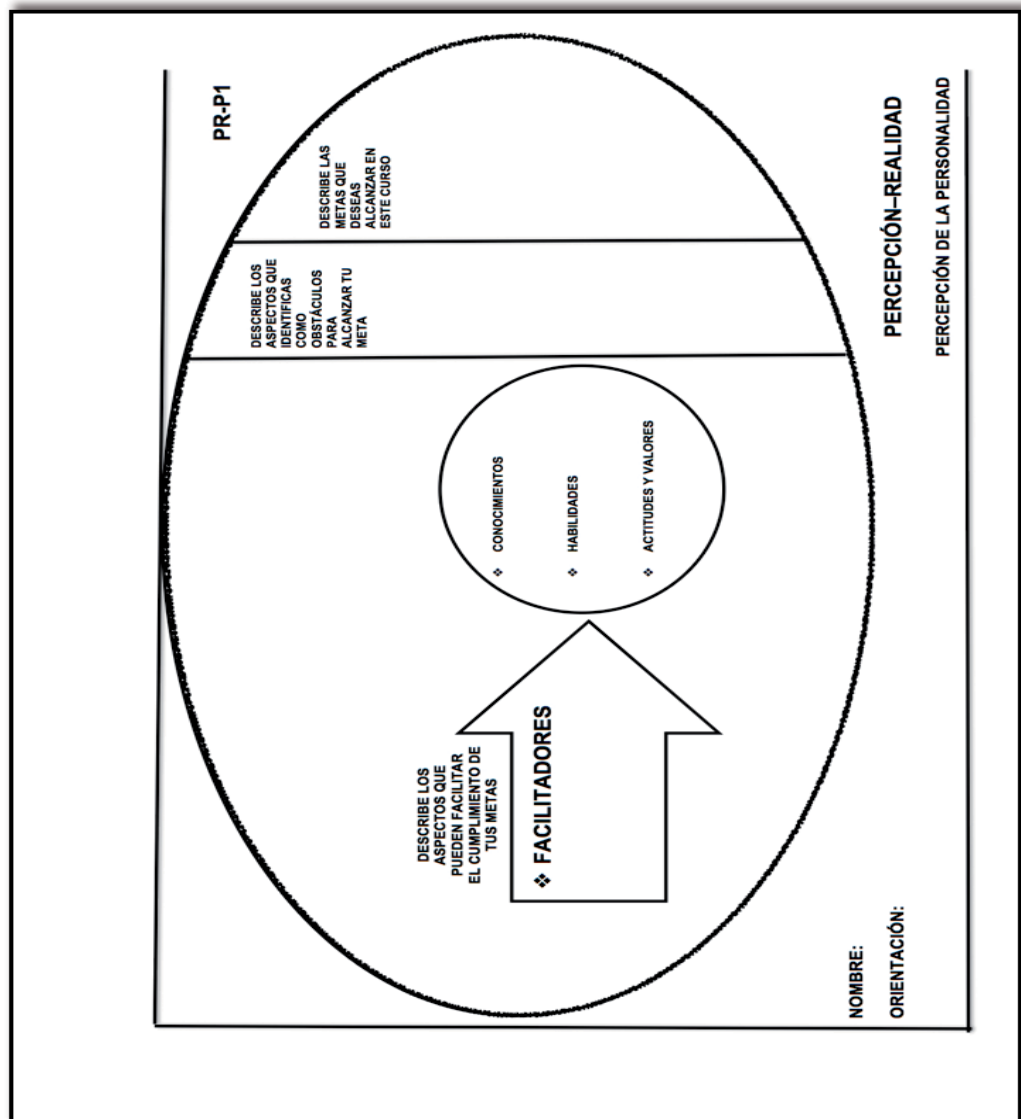 PR-P1
DESCRIBE LAS
METAS QUE
DESEAS
ALCANZAR EN
ESTE CURSO
DESCRIBE LOS
ASPECTOS QUE
IDENTIFICAS
COMO
OBSTÁCULOS
PARA
ALCANZAR TU
META
❖ CONOCIMIENTOS
❖ HABILIDADES
❖ ACTITUDES Y VALORES
DESCRIBE LOS
ASPECTOS QUE
PUEDEN FACILITAR
EL CUMPLIMIENTO DE
TUS METAS
❖ FACILITADORES
NOMBRE:
ORIENTACIÓN:
PERCEPCIÓN–REALIDAD
PERCEPCIÓN DE LA PERSONALIDAD